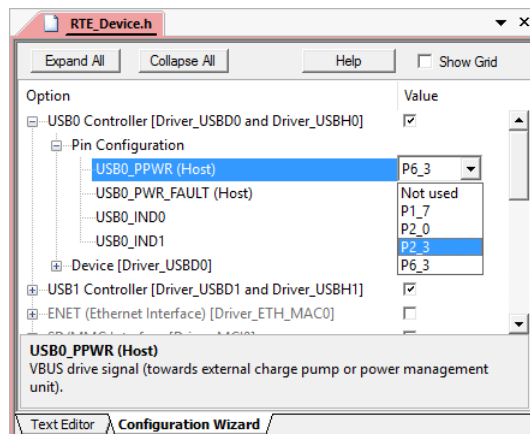 RTE_Device.h
Expand All Collapse All Help Show Grid
Option Value
USB0 Controller [Driver_USBD0 and Driver_USBH0]
Pin Configuration
USB0_PPWR (Host) P6_3
USB0_PWR_FAULT (Host) Not used
P1_7
USB0_IND0 P2_0
USB0_IND1 P2_3
Device [Driver_USBD0] P6_3
USB1 Controller [Driver_USBD1 and Driver_USBH1]
ENET (Ethernet Interface) [Driver_ETH_MAC0]
USB0_PPWR (Host)
VBUS drive signal (towards external charge pump or power management
unit).
Text Editor Configuration Wizard